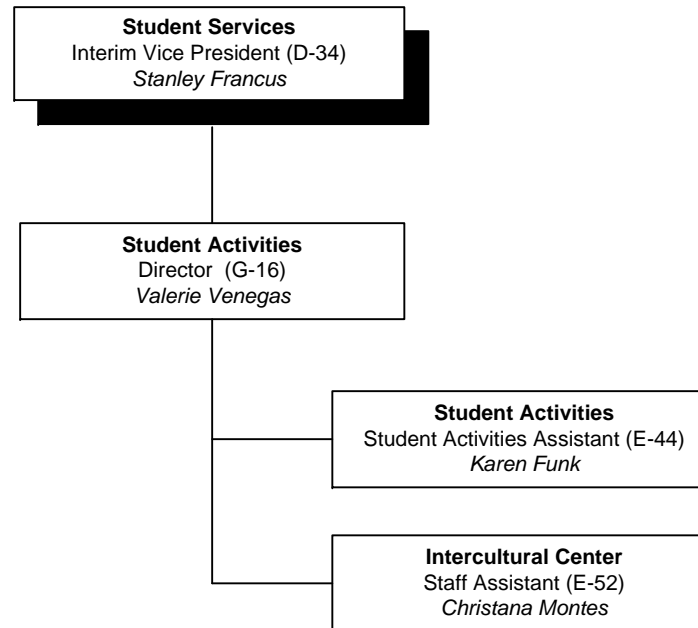 Student Services
Interim Vice President (D-34)
Stanley Francus
Student Activities
Director  (G-16)
Valerie Venegas
Student Activities
Student Activities Assistant (E-44)
Karen Funk
Intercultural Center
Staff Assistant (E-52)
Christana Montes